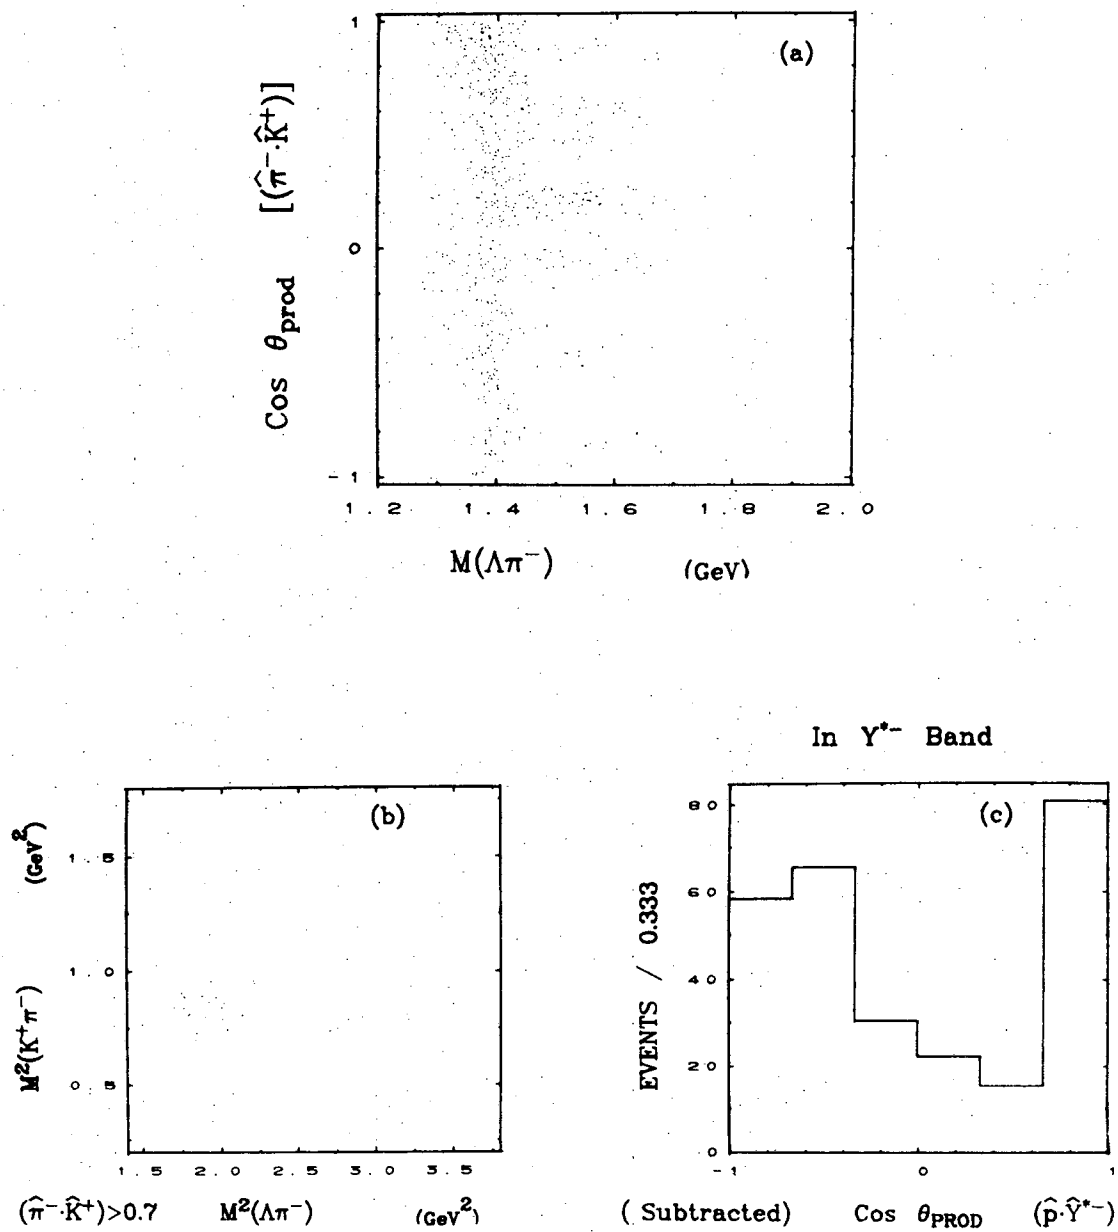 (a)
Cos θprod [(π̂⁻·K̂⁺)]
1
0
-1
1.2 1.4 1.6 1.8 2.0
M(Λπ⁻) (GeV)
(b)
M²(K⁺π⁻) (GeV²)
1.5
1.0
0.5
1.5 2.0 2.5 3.0 3.5
(π̂⁻·K̂⁺)>0.7 M²(Λπ⁻) (GeV²)
In Y*⁻ Band
(c)
EVENTS / 0.333
80
60
40
20
0
-1 0 1
(Subtracted) Cos θPROD (p̂·Ŷ*⁻)